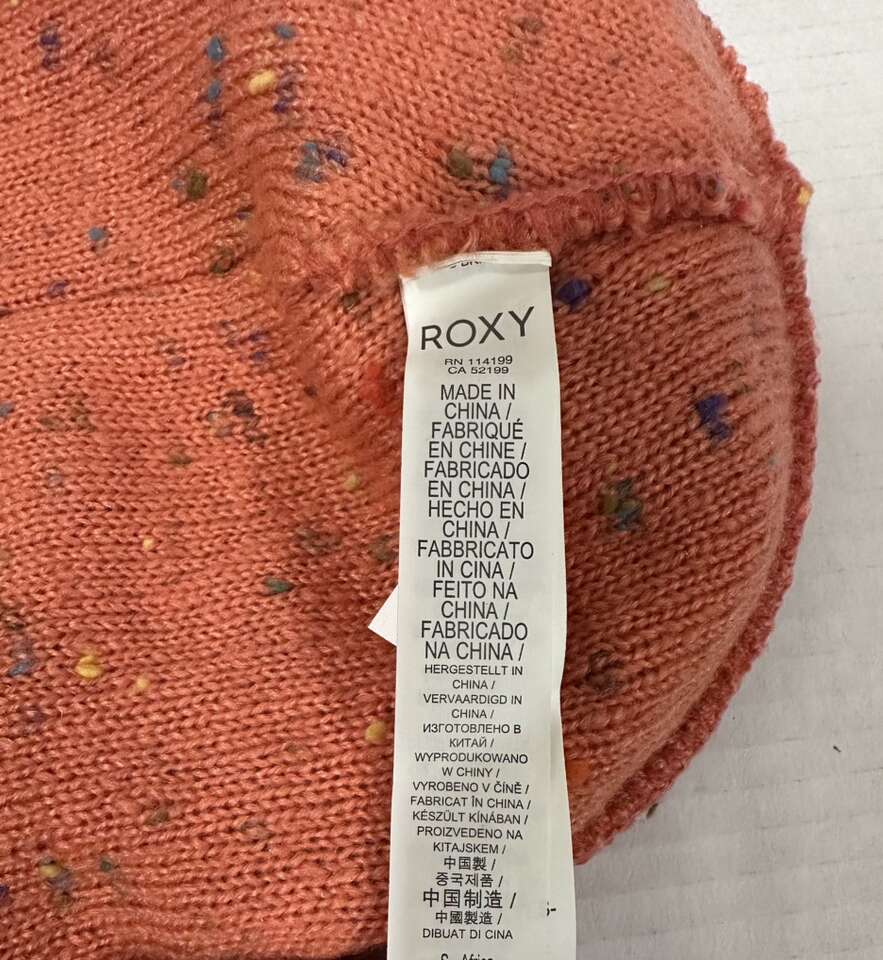 ROXY
RN 114199
CA 52199
MADE IN
CHINA /
FABRIQUÉ
EN CHINE /
FABRICADO
EN CHINA /
HECHO EN
CHINA /
FABBRICATO
IN CINA /
FEITO NA
CHINA /
FABRICADO
NA CHINA /
HERGESTELLT IN
CHINA /
VERVAARDIGD IN
CHINA /
ИЗГОТОВЛЕНО В
КИТАЙ /
WYPRODUKOWANO
W CHINY /
VYROBENO V ČÍNĚ /
FABRICAT ÎN CHINA /
KÉSZÜLT KÍNÁBAN /
PROIZVEDENO NA
KITAJSKEM /
中国製 /
중국제품 /
中国制造 /
中國製造 /
DIBUAT DI CINA